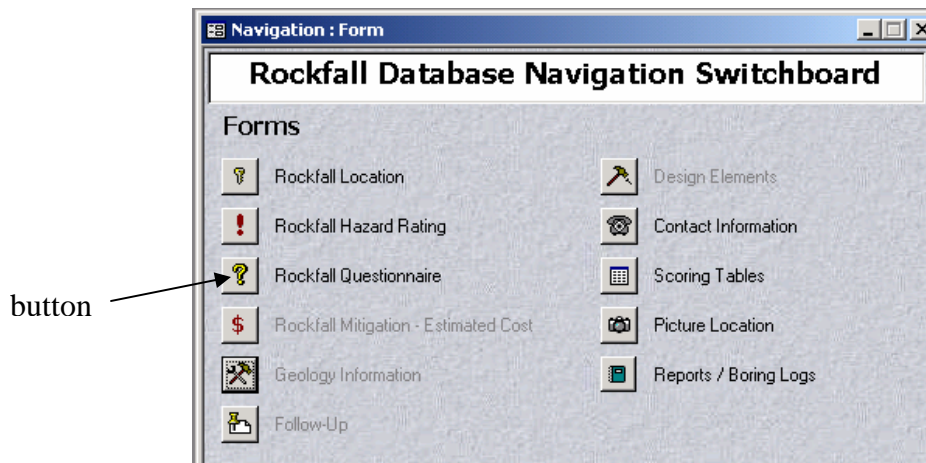 Navigation : Form
Rockfall Database Navigation Switchboard
Forms
Rockfall Location
Rockfall Hazard Rating
Rockfall Questionnaire
Rockfall Mitigation - Estimated Cost
Geology Information
Follow-Up
Design Elements
Contact Information
Scoring Tables
Picture Location
Reports / Boring Logs
button